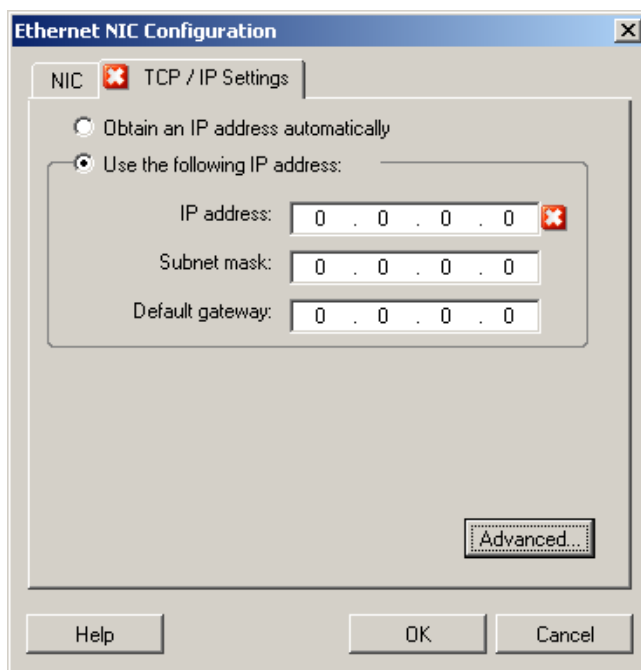 Ethernet NIC Configuration
NIC TCP / IP Settings
Obtain an IP address automatically
Use the following IP address:
IP address: 0 . 0 . 0 . 0
Subnet mask: 0 . 0 . 0 . 0
Default gateway: 0 . 0 . 0 . 0
Advanced...
Help OK Cancel